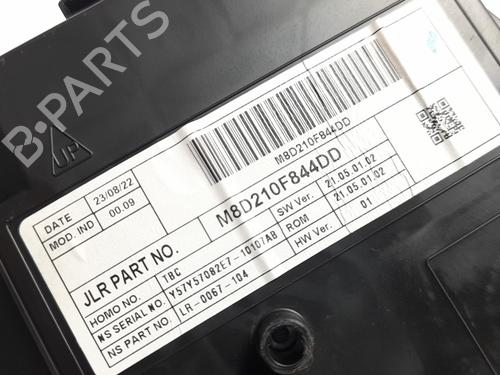 B-PARTS
UP
M8D210F844DD
DATE 23/08/22
MOD. IND 00.09
JLR PART NO. M8D210F844DD
HOMO NO. TBC SW Ver. 21.05.01.02
NS SERIAL NO. Y57Y57082E7-10107AB ROM 21.05.01.02
NS PART NO. LR-0067-104 HW Ver. 01